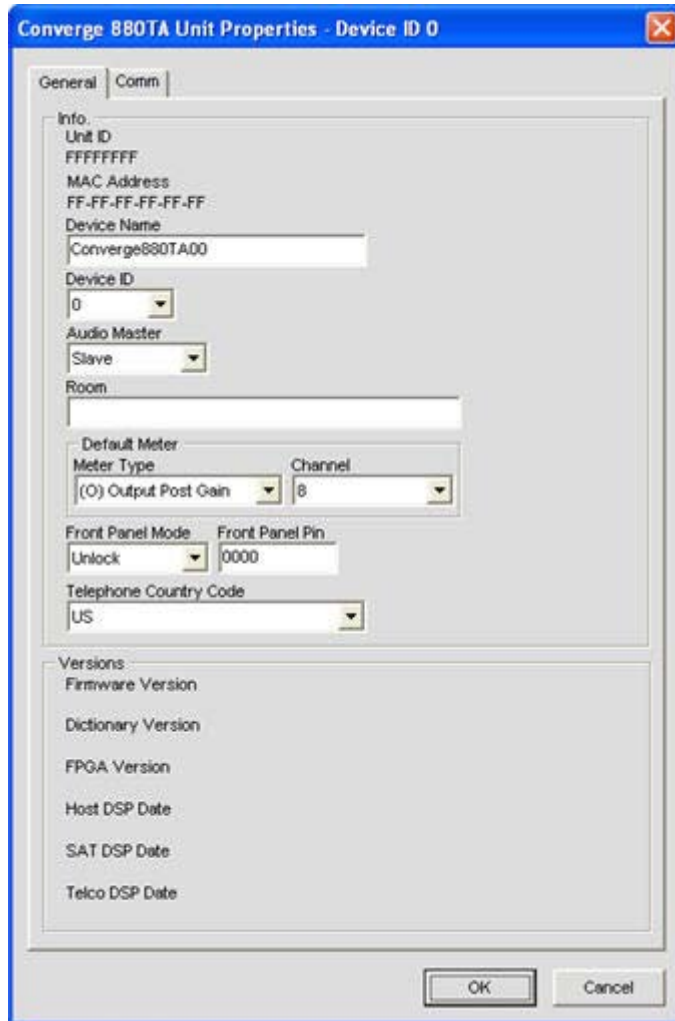 Converge 880TA Unit Properties - Device ID 0
General Comm
Info.
Unit ID
FFFFFFFF
MAC Address
FF-FF-FF-FF-FF-FF
Device Name
Converge880TA00
Device ID
0
Audio Master
Slave
Room
Default Meter
Meter Type Channel
(O) Output Post Gain 8
Front Panel Mode Front Panel Pin
Unlock 0000
Telephone Country Code
US
Versions
Firmware Version
Dictionary Version
FPGA Version
Host DSP Date
SAT DSP Date
Telco DSP Date
OK Cancel